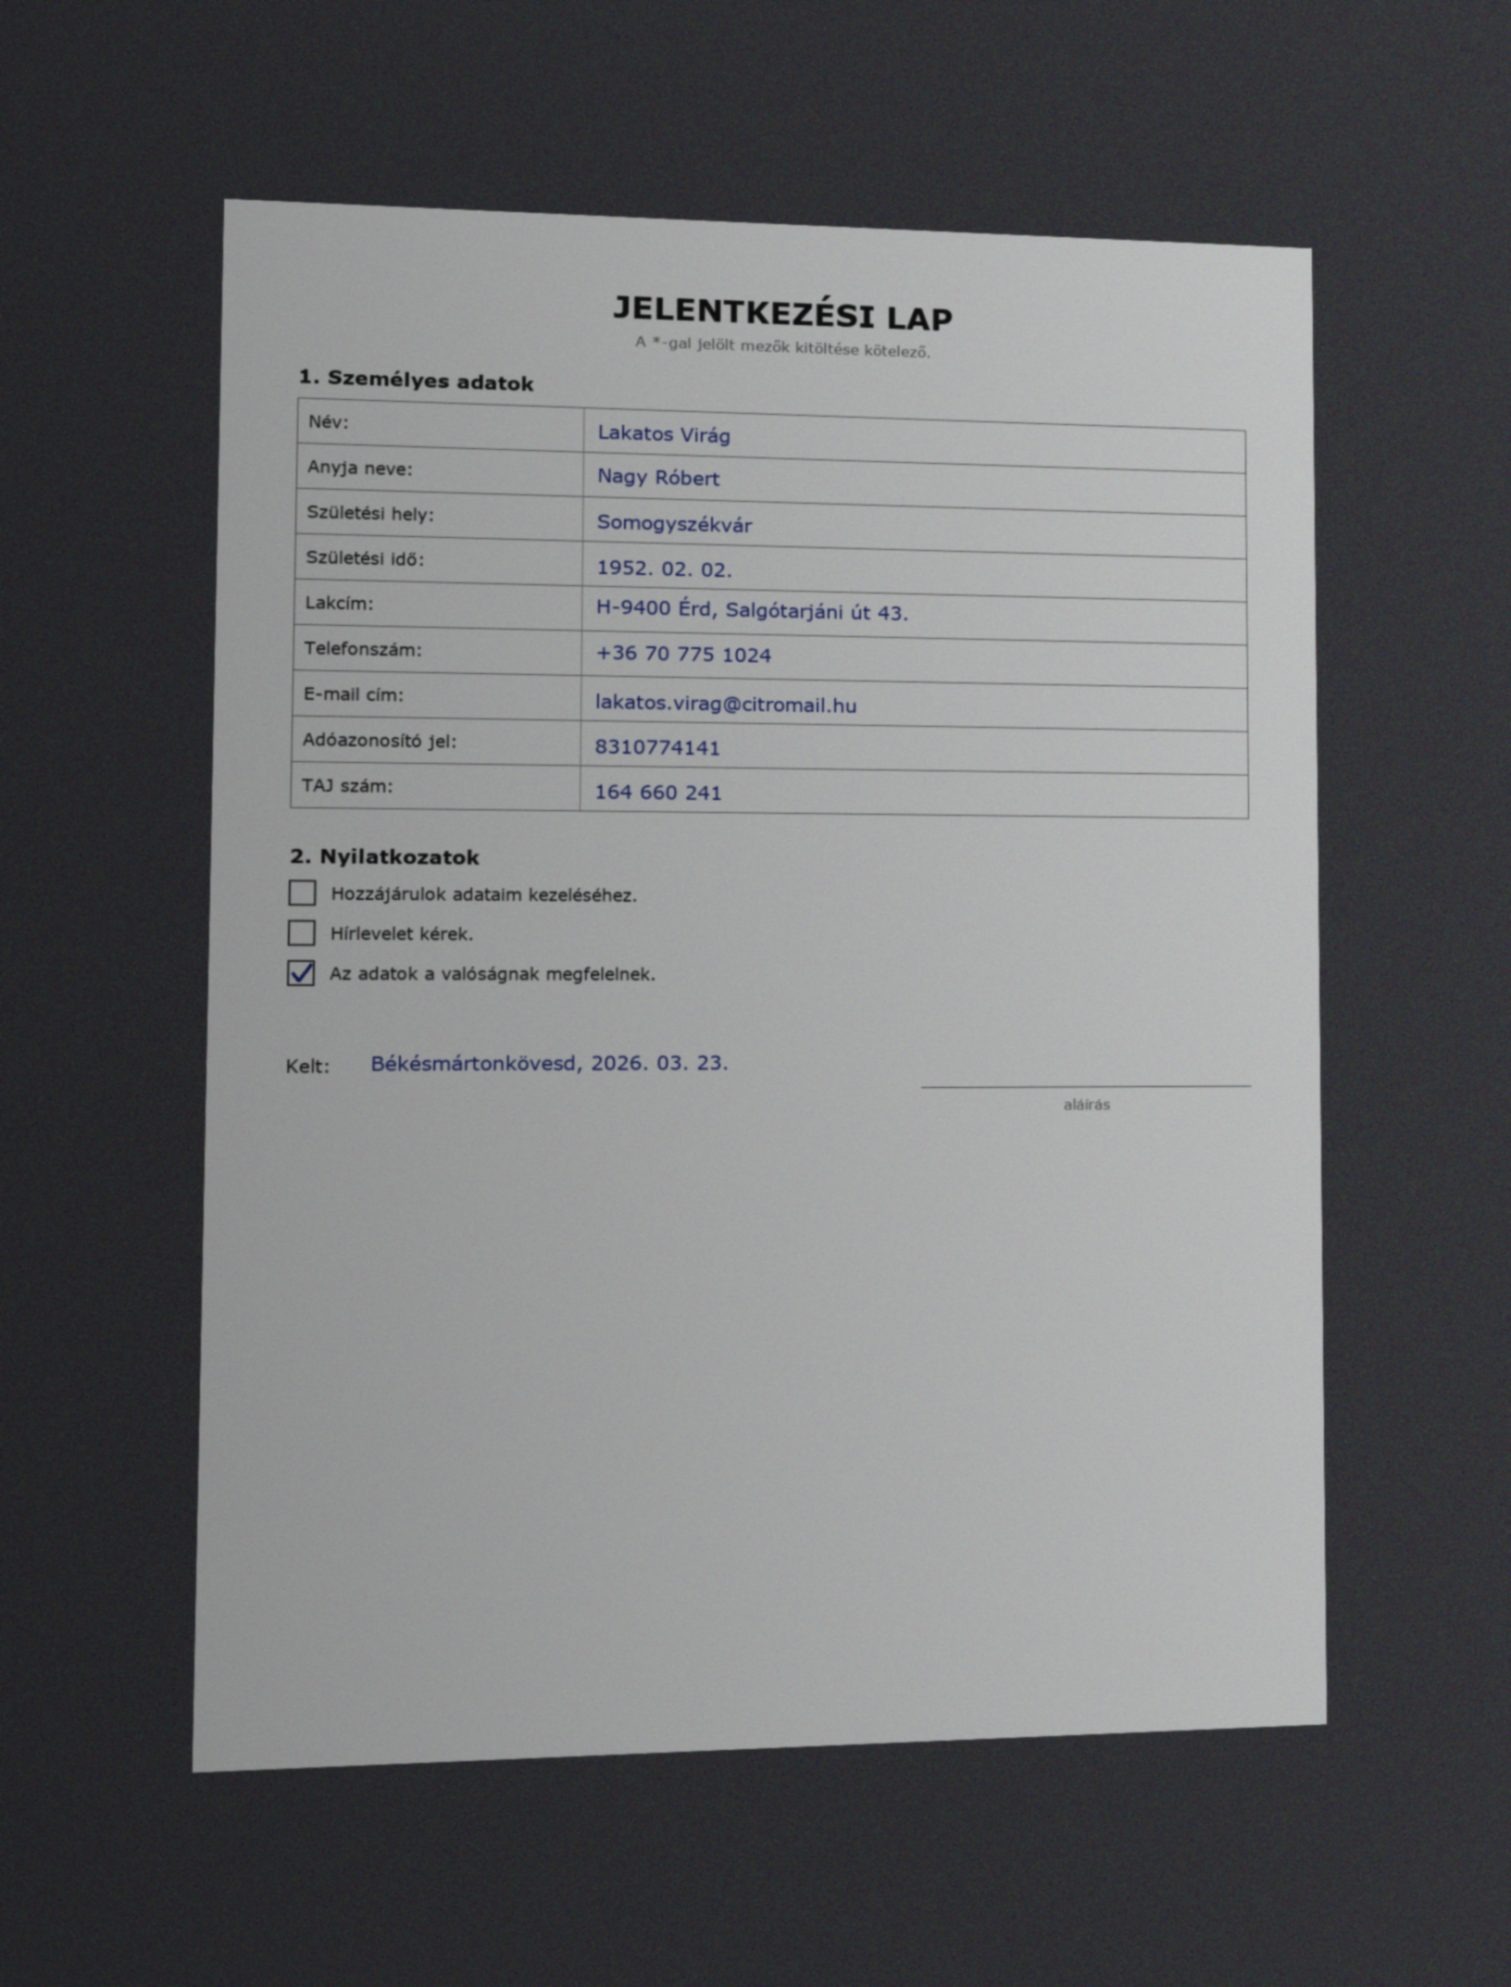 JELENTKEZÉSI LAP
A *-gal jelölt mezők kitöltése kötelező.
1. Személyes adatok
Név: Lakatos Virág
Anyja neve: Nagy Róbert
Születési hely: Somogyszékvár
Születési idő: 1952. 02. 02.
Lakcím: H-9400 Érd, Salgótarjáni út 43.
Telefonszám: +36 70 775 1024
E-mail cím: lakatos.virag@citromail.hu
Adóazonosító jel: 8310774141
TAJ szám: 164 660 241
2. Nyilatkozatok
Hozzájárulok adataim kezeléséhez.
Hírlevelet kérek.
Az adatok a valóságnak megfelelnek.
Kelt: Békésmártonkövesd, 2026. 03. 23.
aláírás